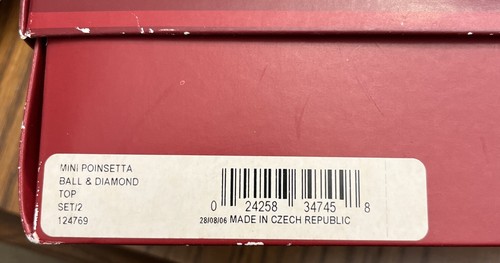 MINI POINSETTA
BALL & DIAMOND
TOP
SET/2
124769
0 24258 34745 8
28/08/06 MADE IN CZECH REPUBLIC